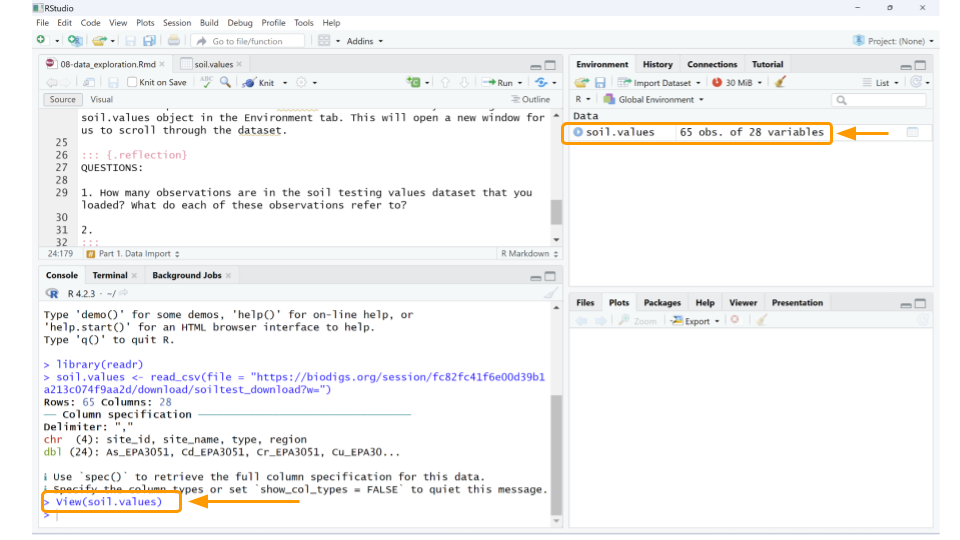 RStudio
File Edit Code View Plots Session Build Debug Profile Tools Help
Go to file/function
Addins
Project: (None)
08-data_exploration.Rmd
soil.values
Knit on Save
ABC
Knit
Run
Source Visual
Outline
soil.values object in the Environment tab. This will open a new window for
us to scroll through the dataset.
25
26 ::: {.reflection}
27 QUESTIONS:
28
29 1. How many observations are in the soil testing values dataset that you
loaded? What do each of these observations refer to?
30
31 2.
32 :::
24:179 # Part 1. Data Import R Markdown
Console Terminal Background Jobs
R R 4.2.3 · ~/
Type 'demo()' for some demos, 'help()' for on-line help, or
'help.start()' for an HTML browser interface to help.
Type 'q()' to quit R.
> library(readr)
> soil.values <- read_csv(file = "https://biodigs.org/session/fc82fc41f6e00d39b1
a213c074f9aa2d/download/soiltest_download?w=")
Rows: 65 Columns: 28
── Column specification ────────────────────────
Delimiter: ","
chr (4): site_id, site_name, type, region
dbl (24): As_EPA3051, Cd_EPA3051, Cr_EPA3051, Cu_EPA30...
ℹ Use `spec()` to retrieve the full column specification for this data.
ℹ Specify the column types or set `show_col_types = FALSE` to quiet this message.
> View(soil.values)
>
Environment History Connections Tutorial
Import Dataset
30 MiB
List
R Global Environment
Data
soil.values 65 obs. of 28 variables
Files Plots Packages Help Viewer Presentation
Zoom Export